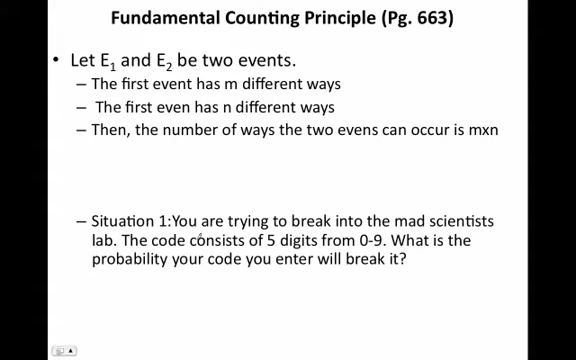 Fundamental Counting Principle (Pg. 663)
• Let E1 and E2 be two events.
– The first event has m different ways
– The first even has n different ways
– Then, the number of ways the two evens can occur is mxn
– Situation 1:You are trying to break into the mad scientists
lab. The code consists of 5 digits from 0-9. What is the
probability your code you enter will break it?